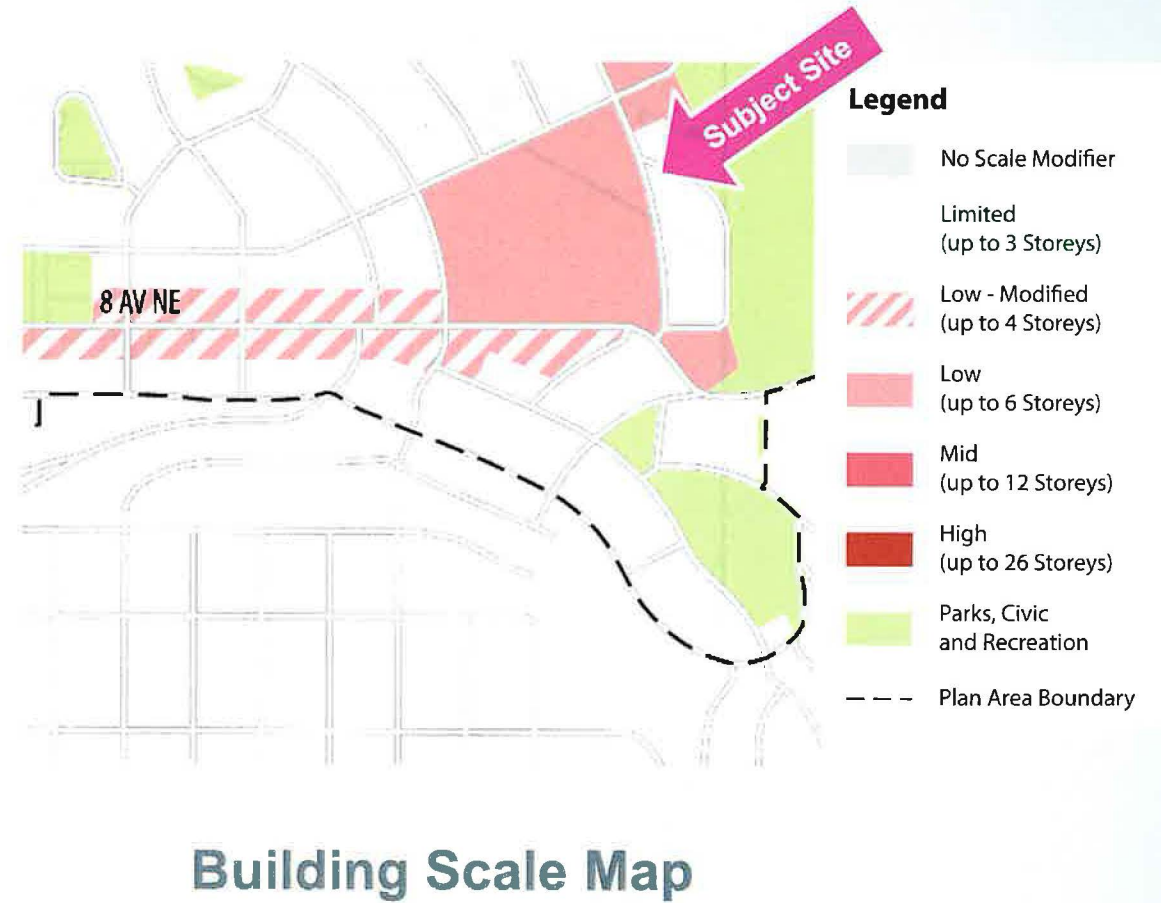 Subject Site
Legend
No Scale Modifier
Limited
(up to 3 Storeys)
Low - Modified
(up to 4 Storeys)
Low
(up to 6 Storeys)
Mid
(up to 12 Storeys)
High
(up to 26 Storeys)
Parks, Civic
and Recreation
Plan Area Boundary
8 AV NE
Building Scale Map